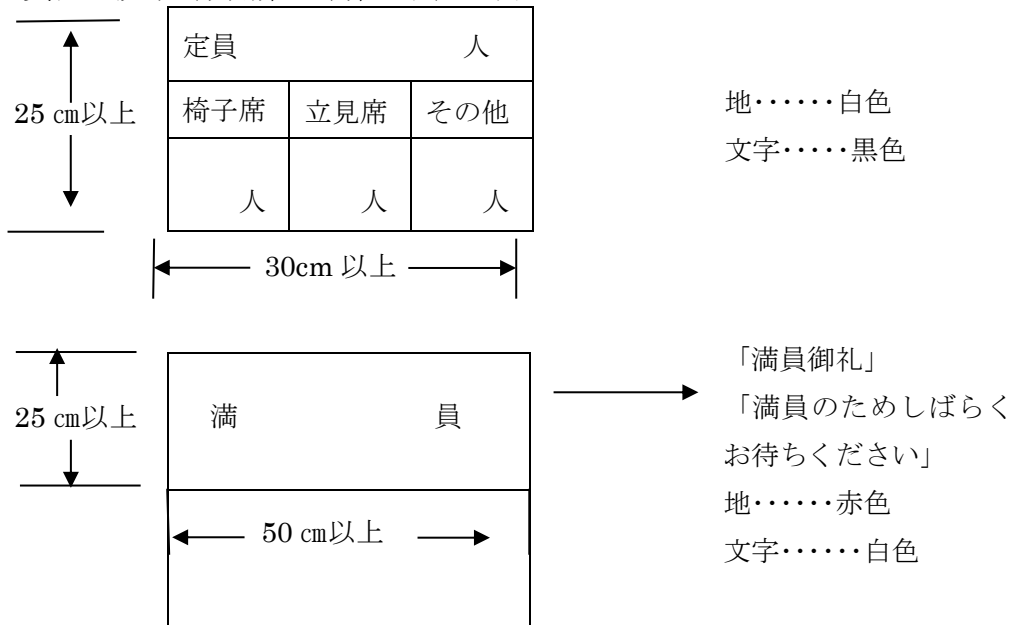 定員 人
25 ㎝以上
椅子席 立見席 その他
人 人 人
地・・・・・・白色
文字・・・・・黒色
30cm 以上
25 ㎝以上
満 員
50 ㎝以上
「満員御礼」
「満員のためしばらく
お待ちください」
地・・・・・・赤色
文字・・・・・・白色